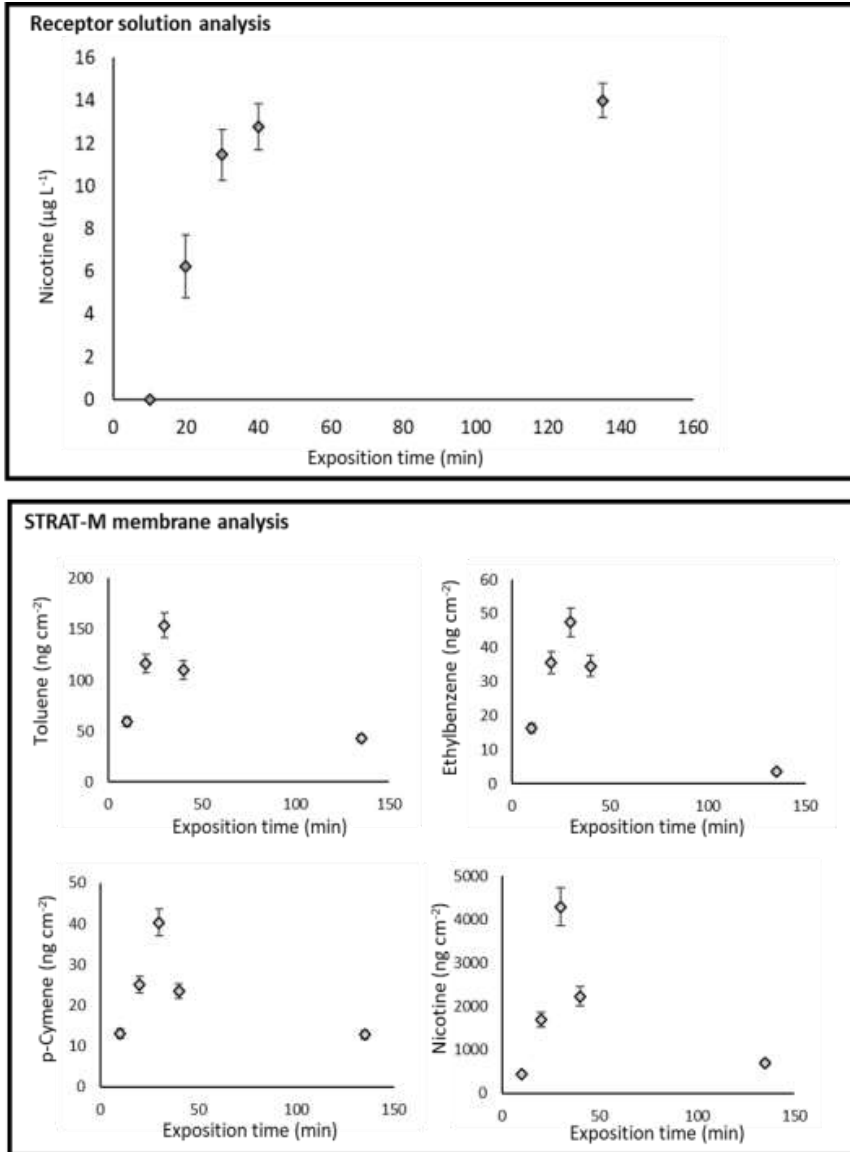 Receptor solution analysis
16
14
12
10
8
6
4
2
0
Nicotine (µg L⁻¹)
0 20 40 60 80 100 120 140 160
Exposition time (min)
STRAT-M membrane analysis
200
150
100
50
0
Toluene (ng cm⁻²)
0 50 100 150
Exposition time (min)
60
50
40
30
20
10
0
Ethylbenzene (ng cm⁻²)
0 50 100 150
Exposition time (min)
50
40
30
20
10
0
p-Cymene (ng cm⁻²)
0 50 100 150
Exposition time (min)
5000
4000
3000
2000
1000
0
Nicotine (ng cm⁻²)
0 50 100 150
Exposition time (min)